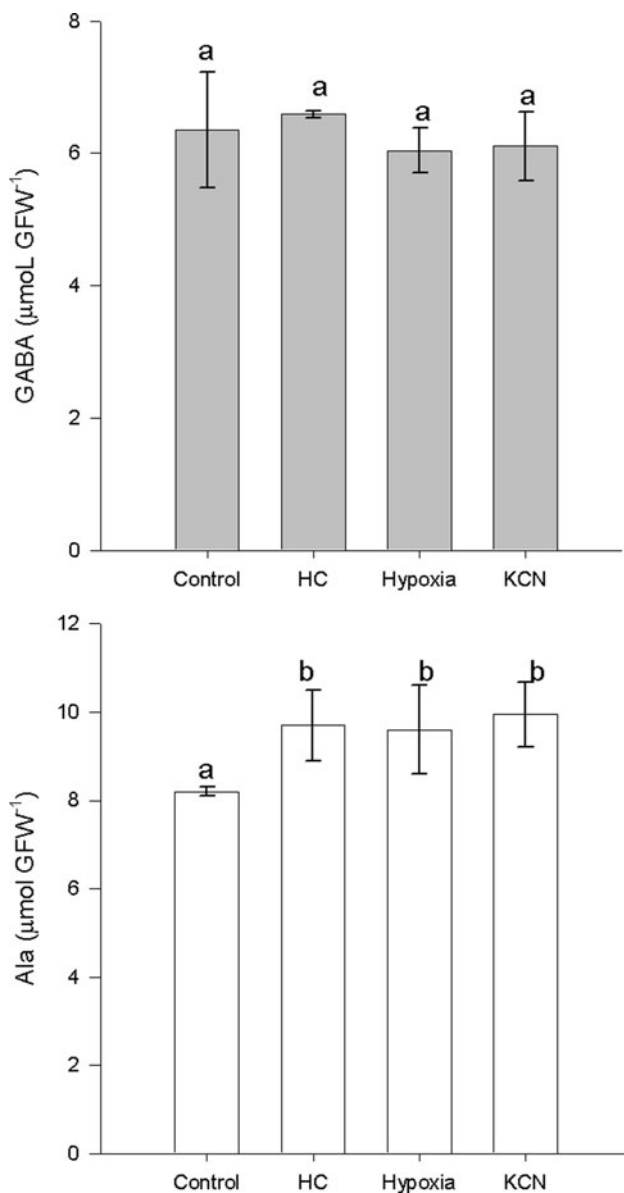 8
6
4
2
0
GABA (µmoL GFW⁻¹)
a
a
a
a
Control HC Hypoxia KCN
12
10
8
6
4
2
0
Ala (µmol GFW⁻¹)
a
b
b
b
Control HC Hypoxia KCN